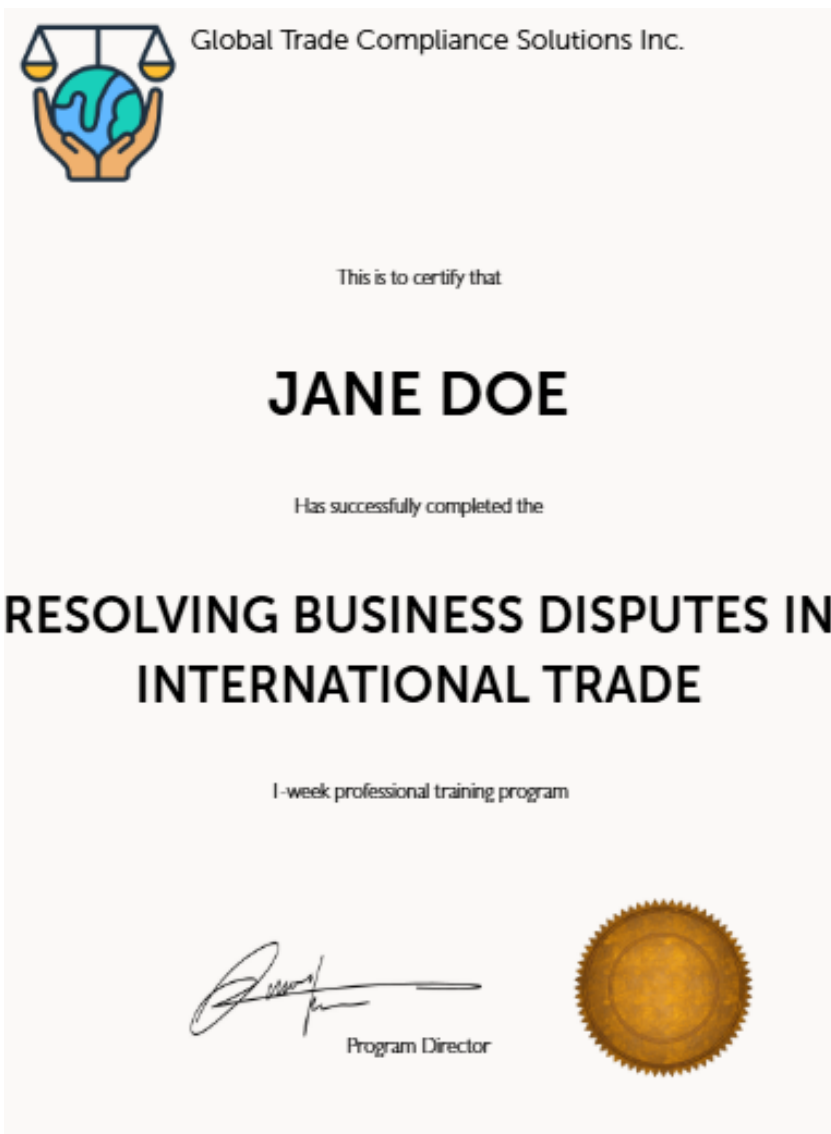 Global Trade Compliance Solutions Inc.
This is to certify that
JANE DOE
Has successfully completed the
RESOLVING BUSINESS DISPUTES IN
INTERNATIONAL TRADE
1-week professional training program
Program Director